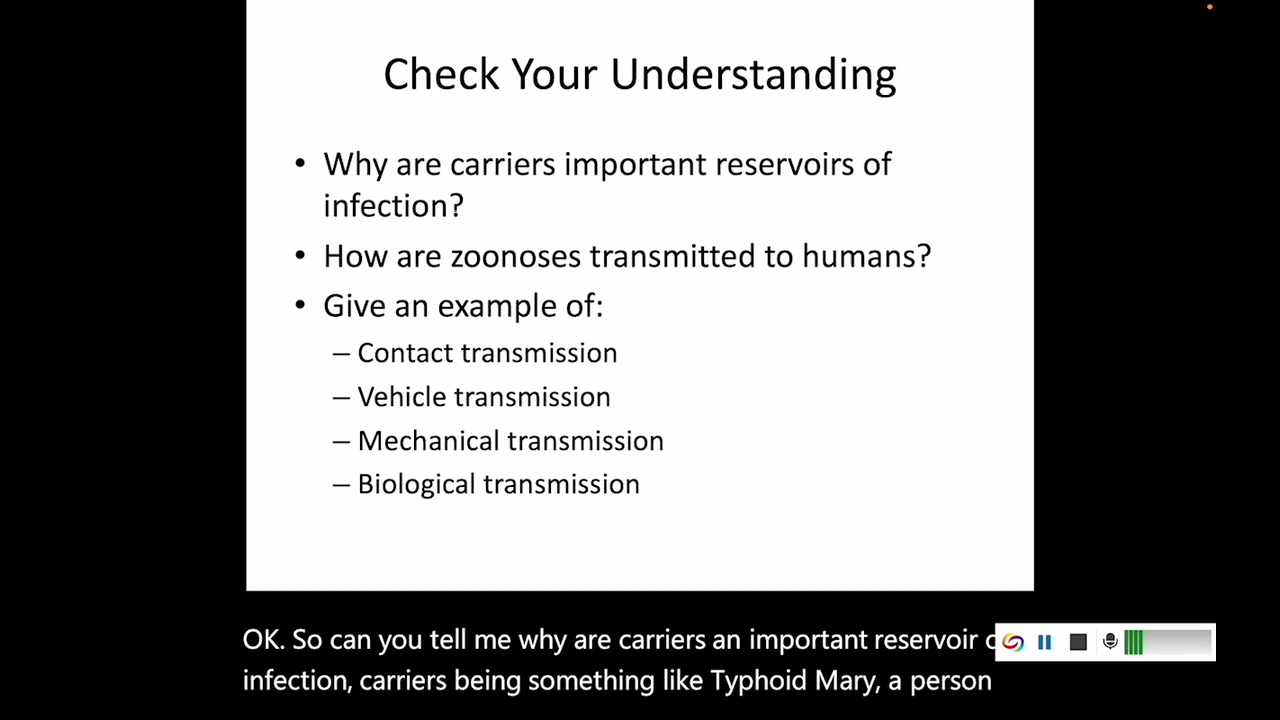 Check Your Understanding
• Why are carriers important reservoirs of
infection?
• How are zoonoses transmitted to humans?
• Give an example of:
– Contact transmission
– Vehicle transmission
– Mechanical transmission
– Biological transmission
OK. So can you tell me why are carriers an important reservoir
infection, carriers being something like Typhoid Mary, a person